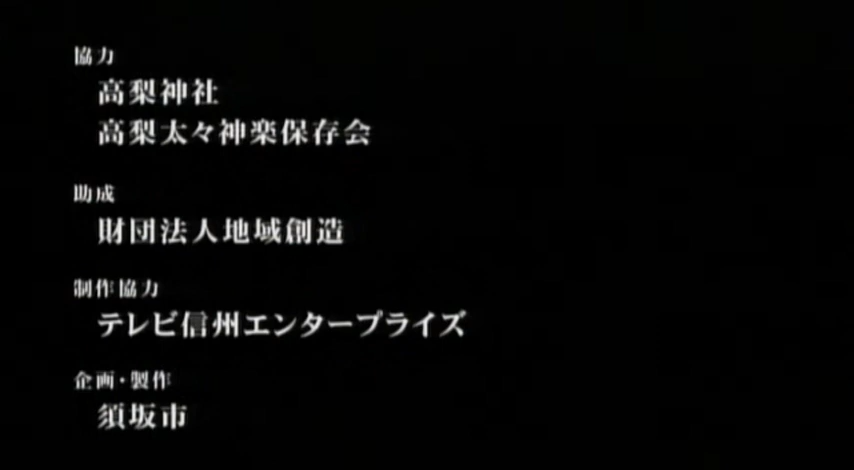 協力
高梨神社
高梨太々神楽保存会
助成
財団法人地域創造
制作協力
テレビ信州エンタープライズ
企画・製作
須坂市